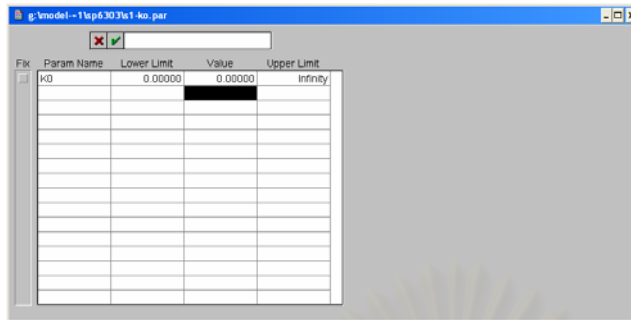 g:\model-~1\sp6303\s1-ko.par
Fix Param Name Lower Limit Value Upper Limit
K0 0.00000 0.00000 Infinity